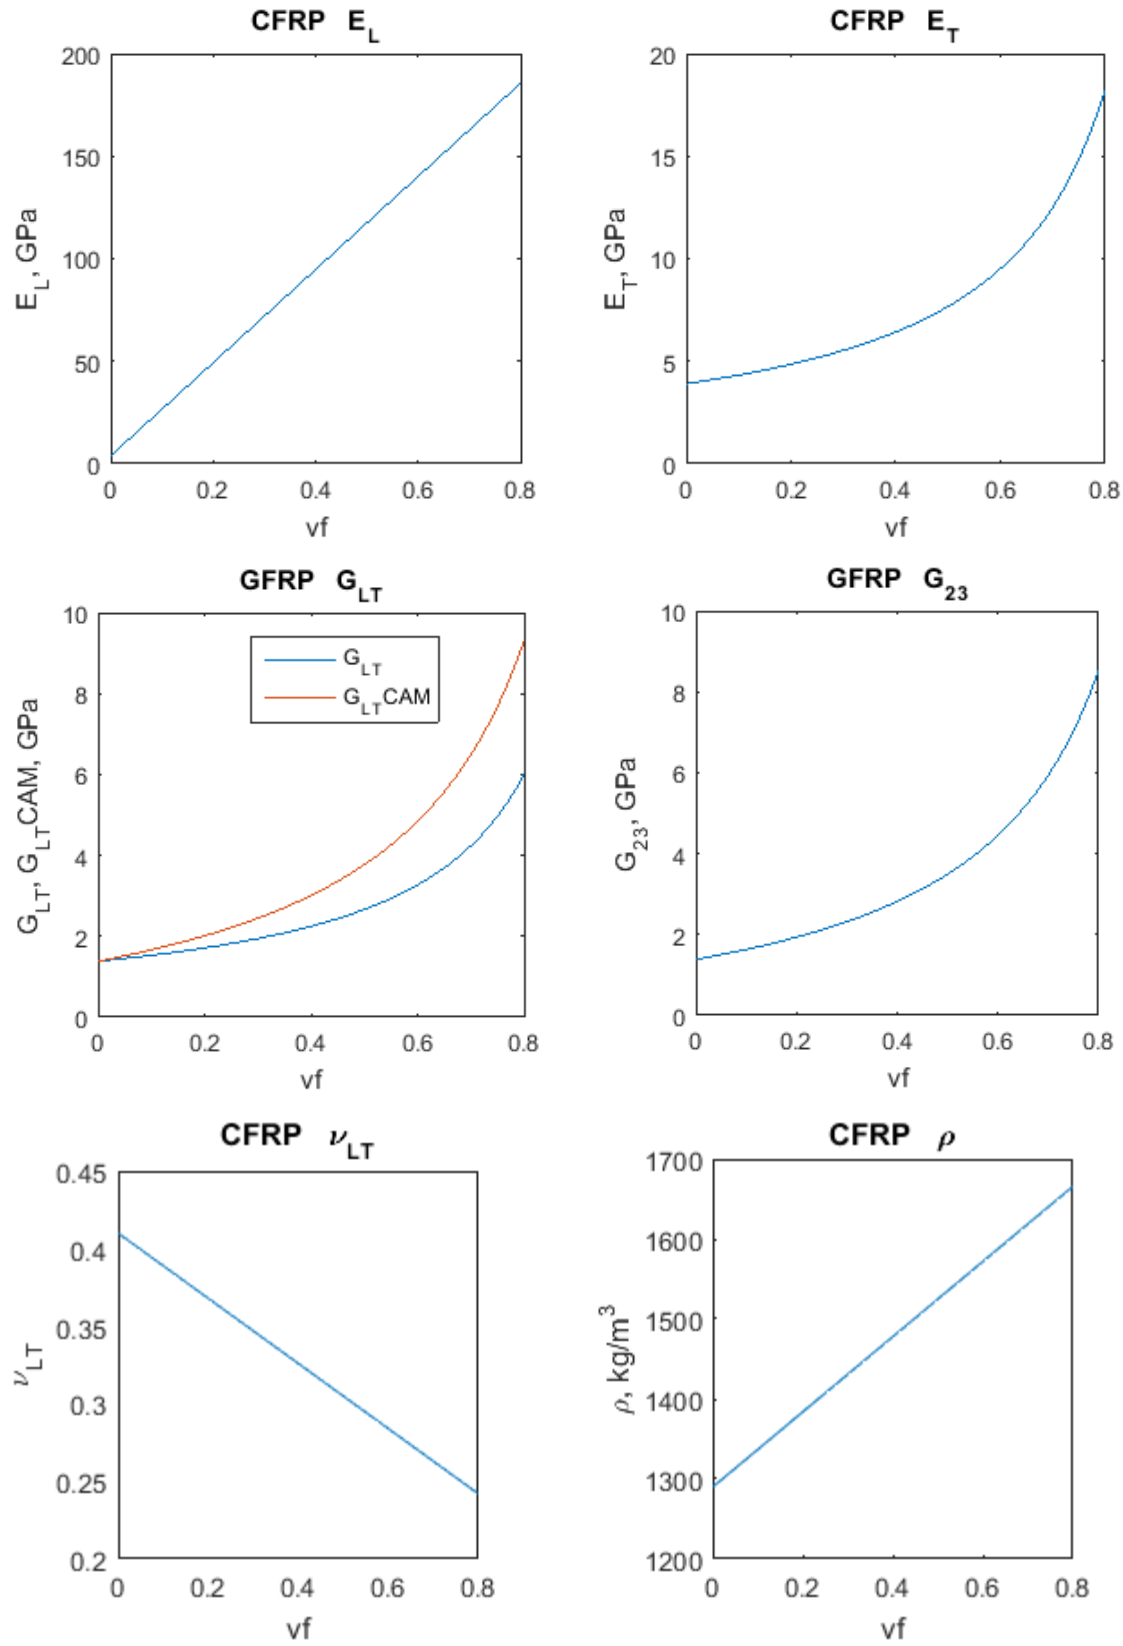 CFRP E_L
200
150
100
50
0
E_L, GPa
0 0.2 0.4 0.6 0.8
vf
CFRP E_T
20
15
10
5
0
E_T, GPa
0 0.2 0.4 0.6 0.8
vf
GFRP G_LT
10
8
6
4
2
0
G_LT, G_LTCAM, GPa
G_LT
G_LTCAM
0 0.2 0.4 0.6 0.8
vf
GFRP G_23
10
8
6
4
2
0
G_23, GPa
0 0.2 0.4 0.6 0.8
vf
CFRP ν_LT
0.45
0.4
0.35
0.3
0.25
0.2
ν_LT
0 0.2 0.4 0.6 0.8
vf
CFRP ρ
1700
1600
1500
1400
1300
1200
ρ, kg/m³
0 0.2 0.4 0.6 0.8
vf